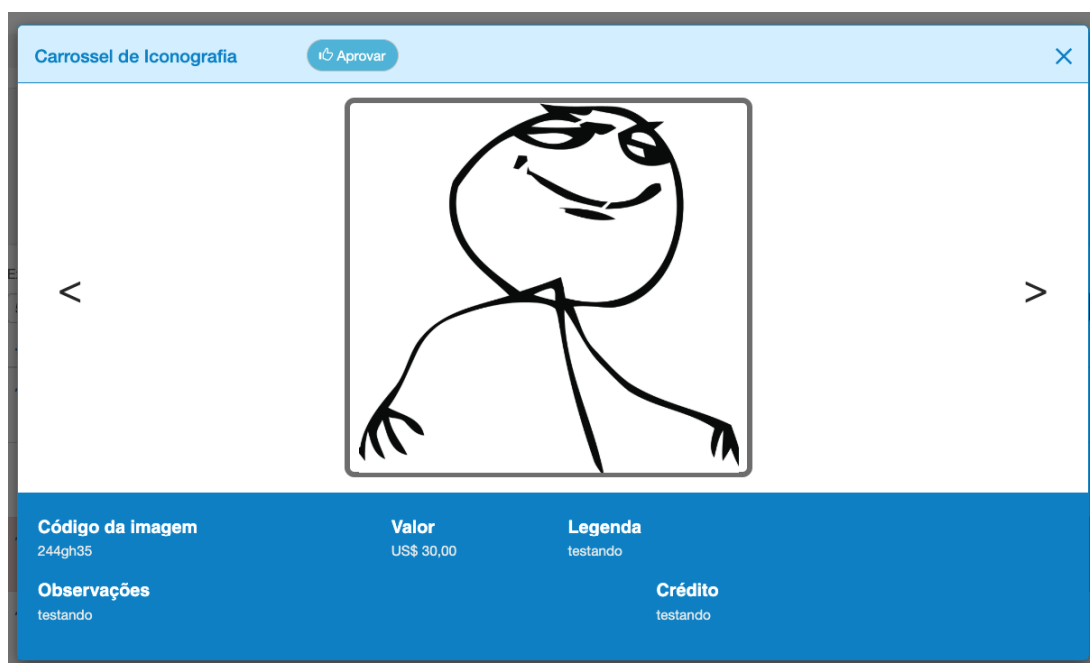 Carrossel de Iconografia
Aprovar
<
>
Código da imagem
244gh35
Valor
US$ 30,00
Legenda
testando
Observações
testando
Crédito
testando